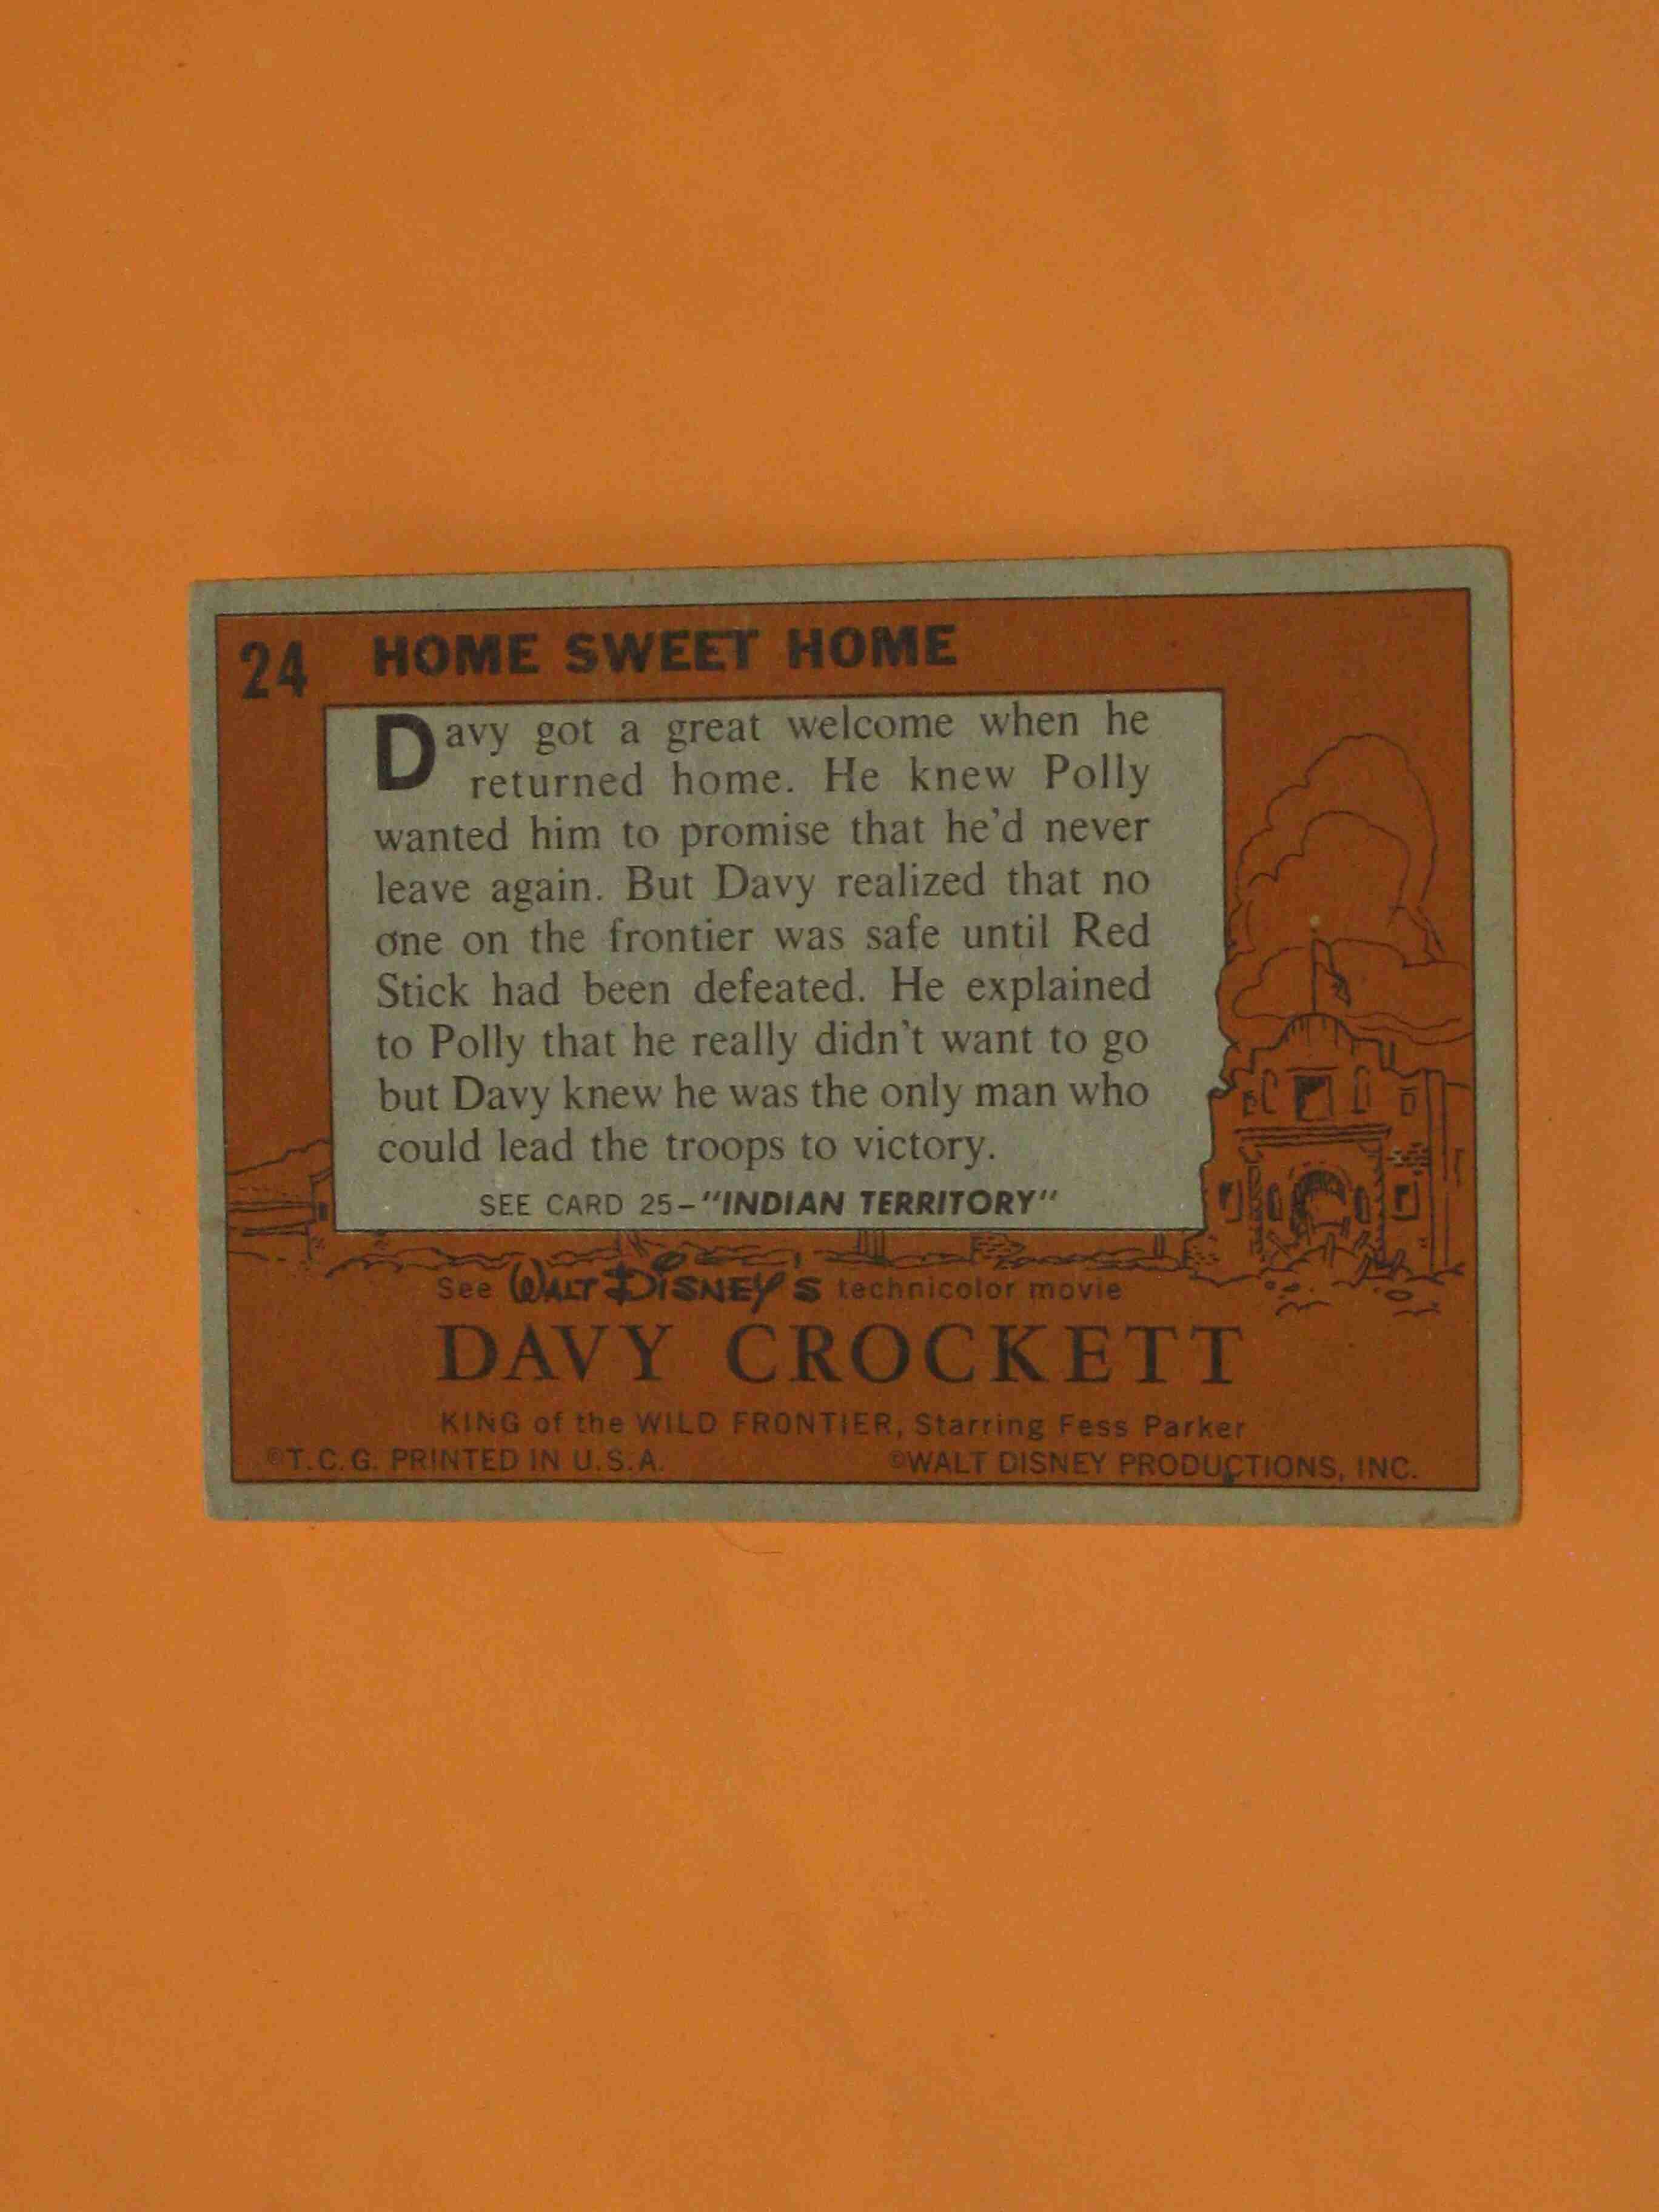 24 HOME SWEET HOME
Davy got a great welcome when he
returned home. He knew Polly
wanted him to promise that he'd never
leave again. But Davy realized that no
one on the frontier was safe until Red
Stick had been defeated. He explained
to Polly that he really didn't want to go
but Davy knew he was the only man who
could lead the troops to victory.
SEE CARD 25-"INDIAN TERRITORY"
See WALT DISNEY'S technicolor movie
DAVY CROCKETT
KING of the WILD FRONTIER, Starring Fess Parker
©T.C.G. PRINTED IN U.S.A. ©WALT DISNEY PRODUCTIONS, INC.